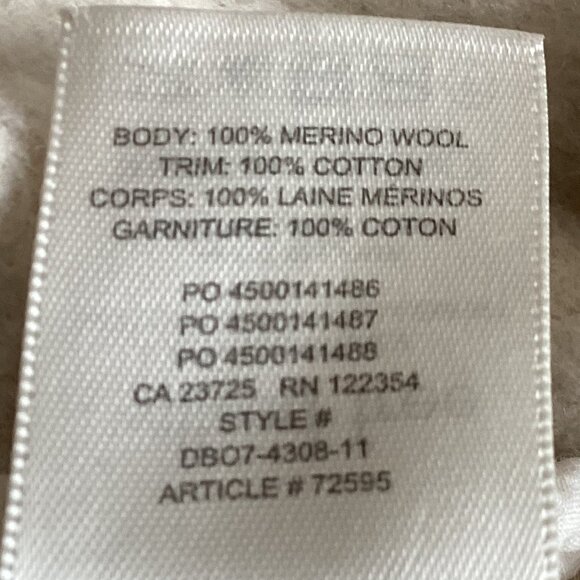 BODY: 100% MERINO WOOL
TRIM: 100% COTTON
CORPS: 100% LAINE MÉRINOS
GARNITURE: 100% COTON
PO 4500141486
PO 4500141487
PO 4500141488
CA 23725 RN 122354
STYLE #
DBO7-4308-11
ARTICLE # 72595